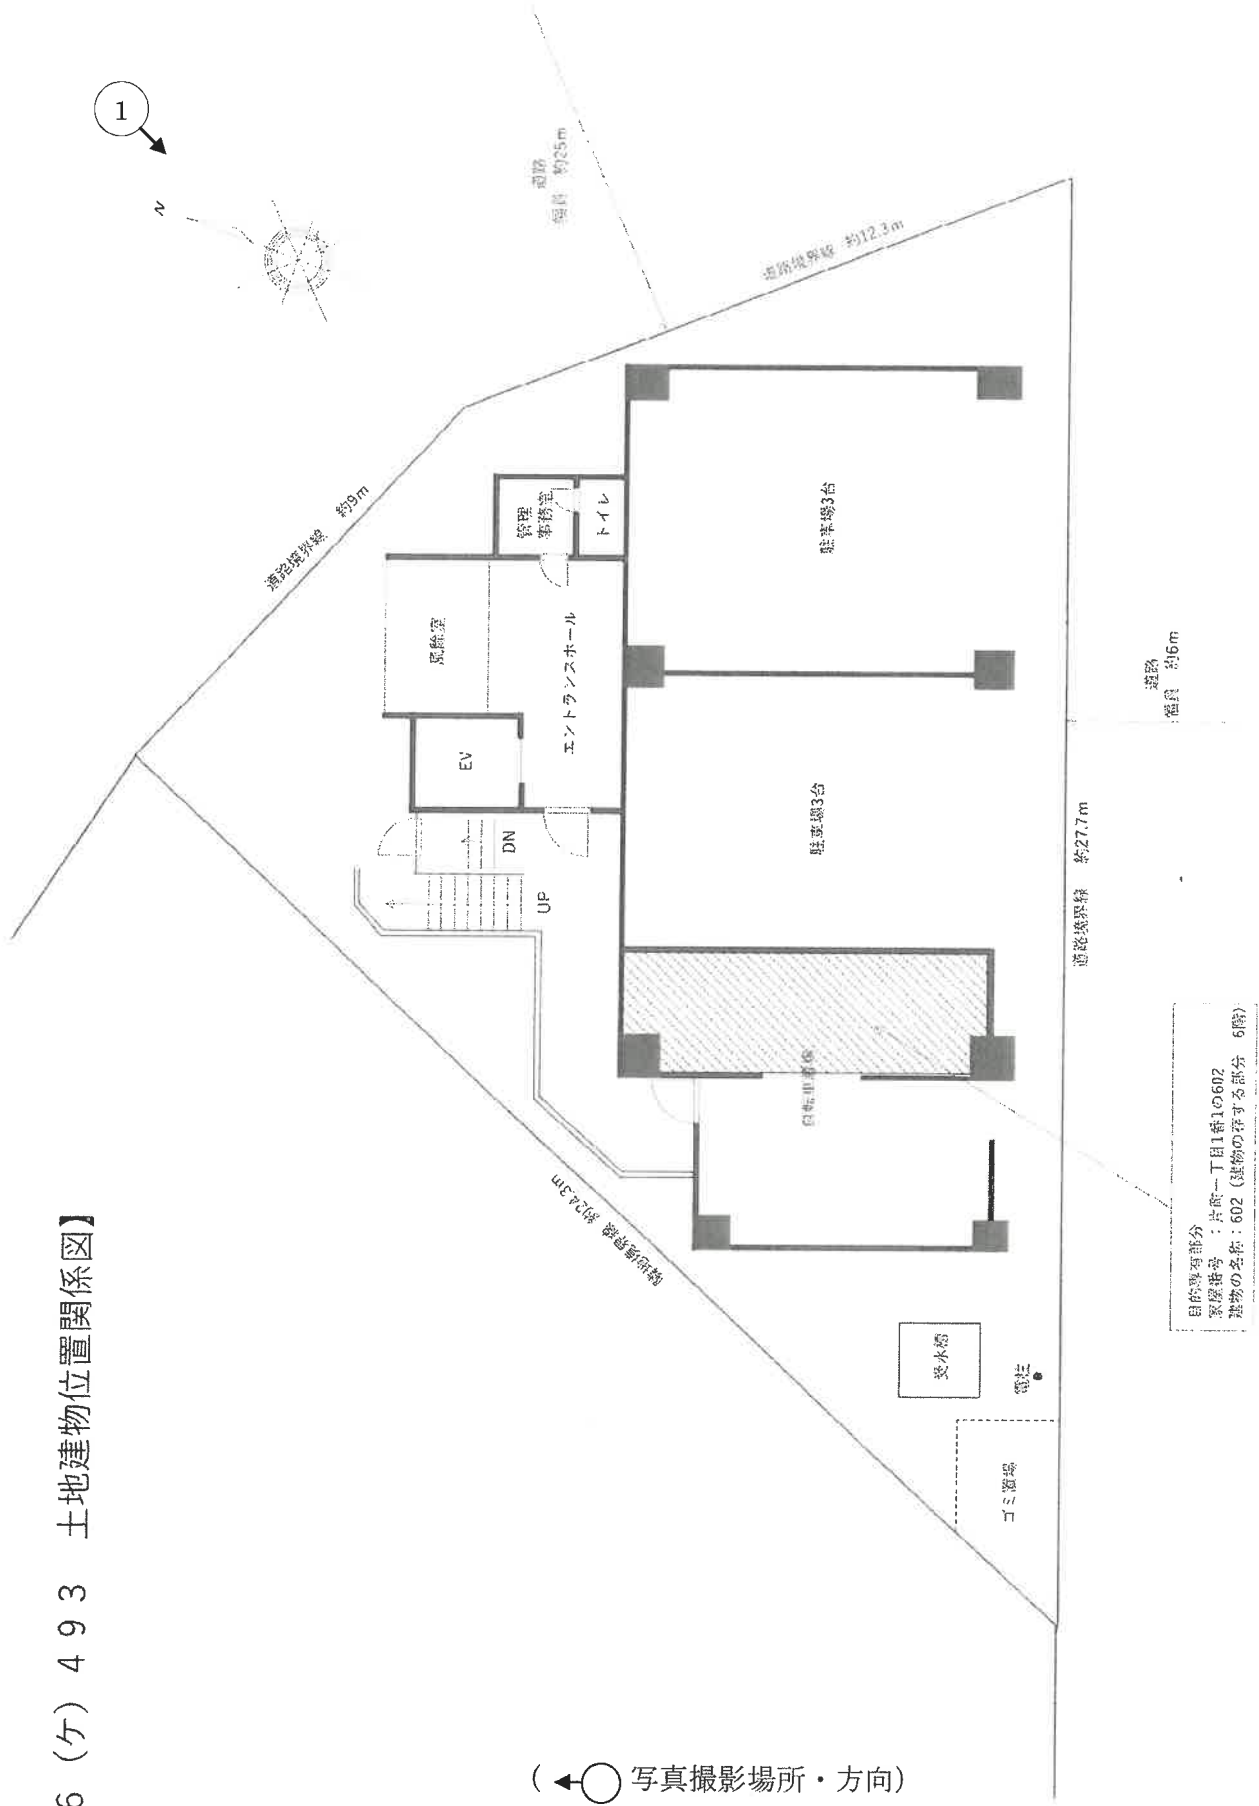 6（ケ）493 土地建物位置関係図】
1
N
道路
幅員 約25m
道路境界線 約12.3m
道路境界線 約9m
管理
事務室
トイレ
風除室
エントランスホール
EV
DN
UP
駐車場3台
駐車場3台
自転車置場
隣地境界線 約24.3m
道路
幅員 約6m
道路境界線 約27.7m
受水槽
電柱
ゴミ置場
目的専有部分
家屋番号 ：片町一丁目1番1の602
建物の名称：602（建物の存する部分 6階）
（ 写真撮影場所・方向）